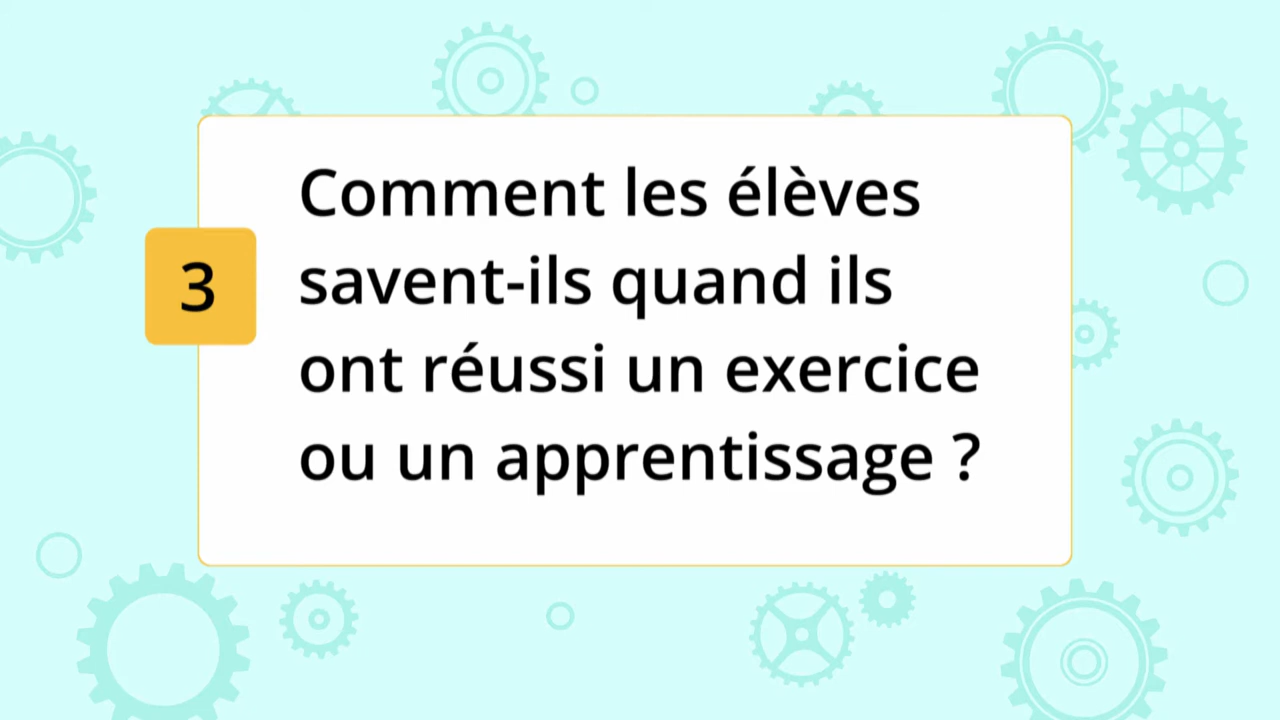 Comment les élèves
savent-ils quand ils
3
ont réussi un exercice
ou un apprentissage ?